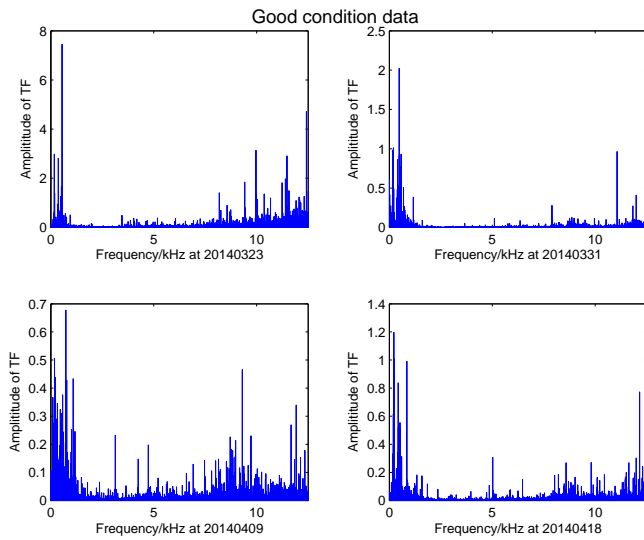 Good condition data
8
6
4
2
0
0 5 10
Amplititude of TF
Frequency/kHz at 20140323
2.5
2
1.5
1
0.5
0
0 5 10
Amplititude of TF
Frequency/kHz at 20140331
0.7
0.6
0.5
0.4
0.3
0.2
0.1
0
0 5 10
Amplititude of TF
Frequency/kHz at 20140409
1.4
1.2
1
0.8
0.6
0.4
0.2
0
0 5 10
Amplititude of TF
Frequency/kHz at 20140418